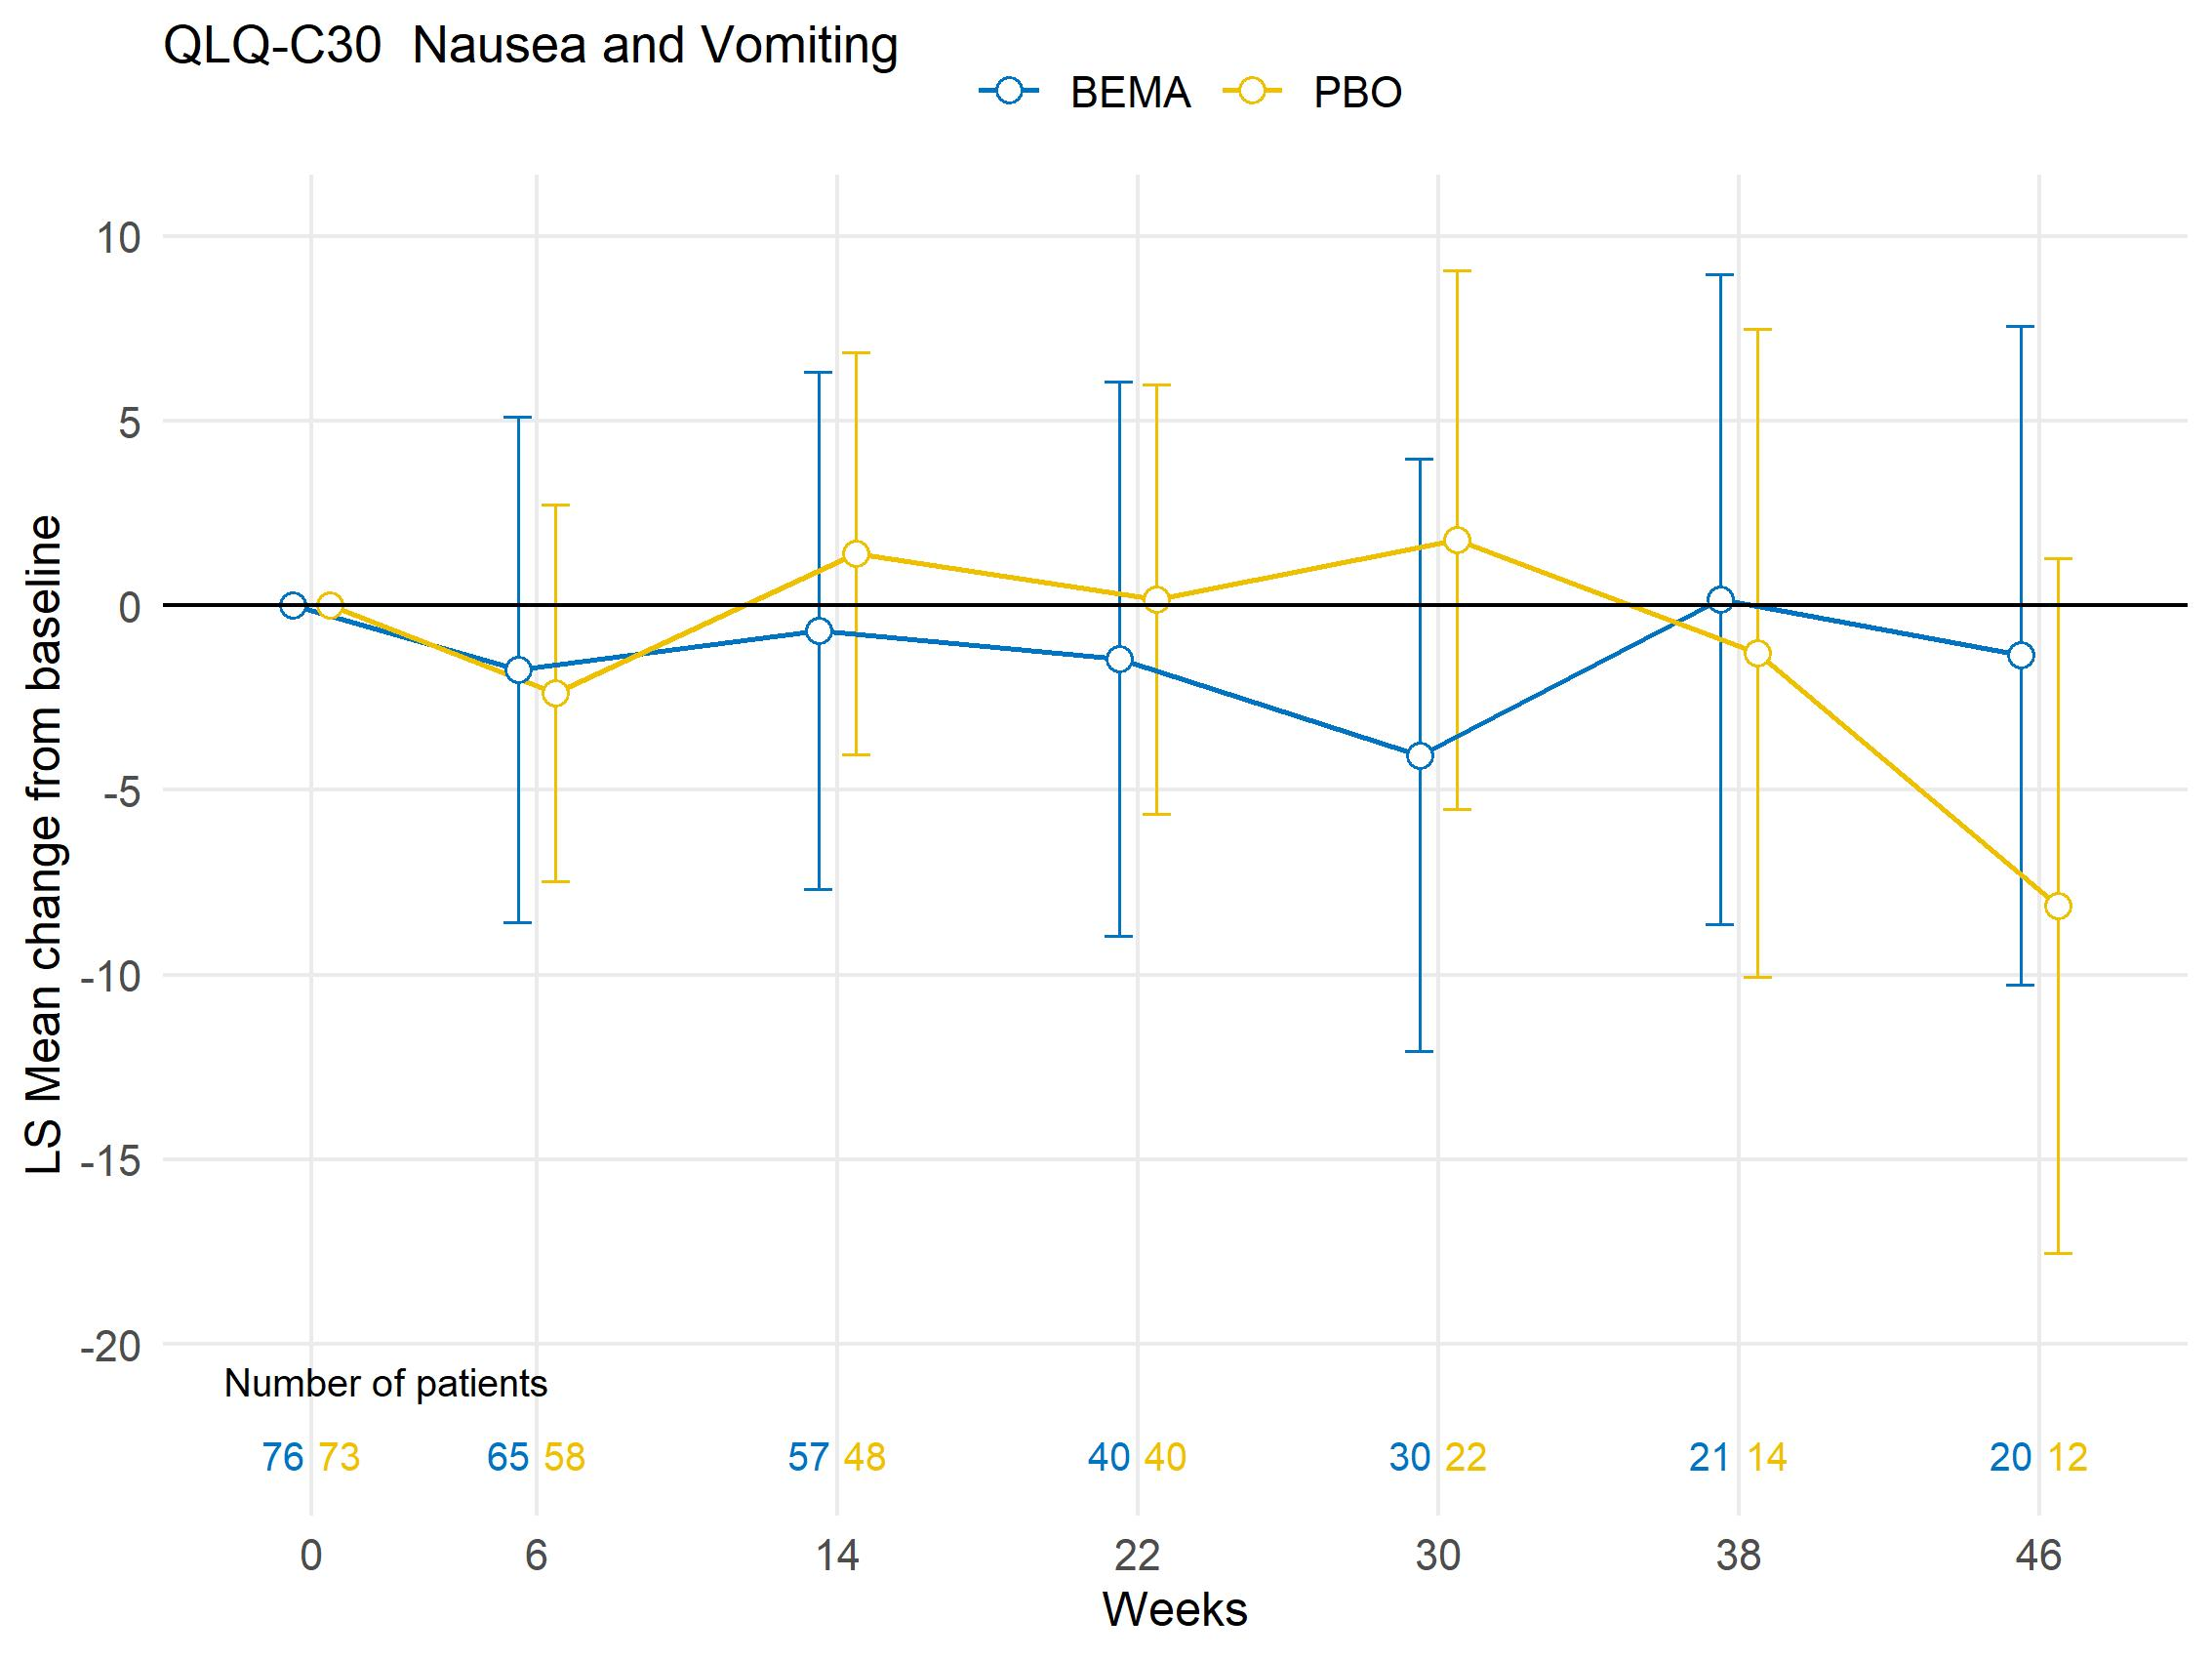 QLQ-C30  Nausea and Vomiting
BEMA PBO
LS Mean change from baseline
10
5
0
-5
-10
-15
-20
Number of patients
76 73 65 58 57 48 40 40 30 22 21 14 20 12
0 6 14 22 30 38 46
Weeks